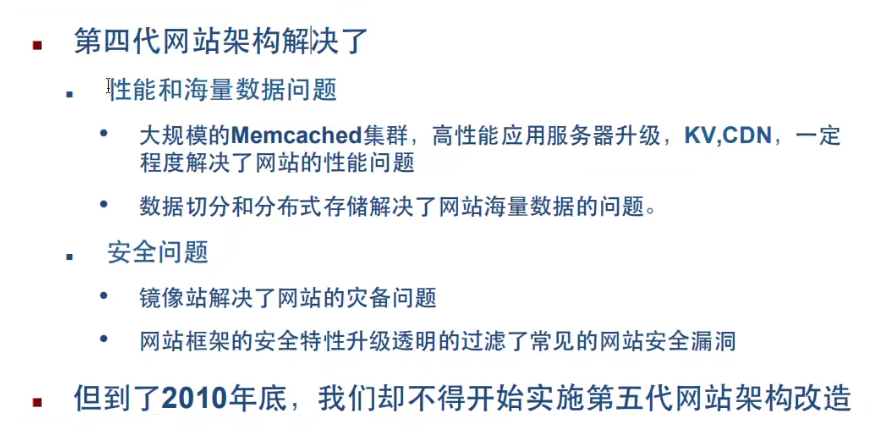 第四代网站架构解决了
性能和海量数据问题
大规模的Memcached集群，高性能应用服务器升级，KV,CDN，一定
程度解决了网站的性能问题
数据切分和分布式存储解决了网站海量数据的问题。
安全问题
镜像站解决了网站的灾备问题
网站框架的安全特性升级透明的过滤了常见的网站安全漏洞
但到了2010年底，我们却不得开始实施第五代网站架构改造